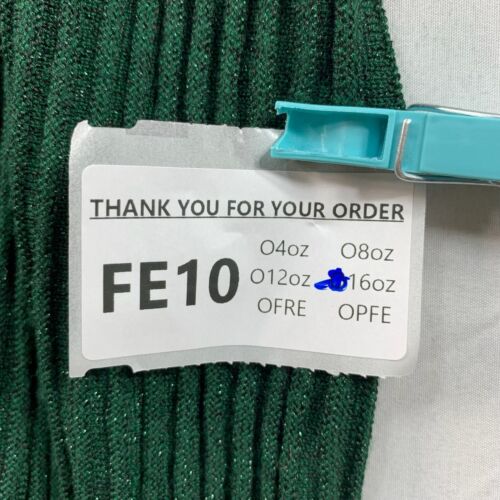 THANK YOU FOR YOUR ORDER
FE10
O4oz O8oz
O12oz 16oz
OFRE OPFE